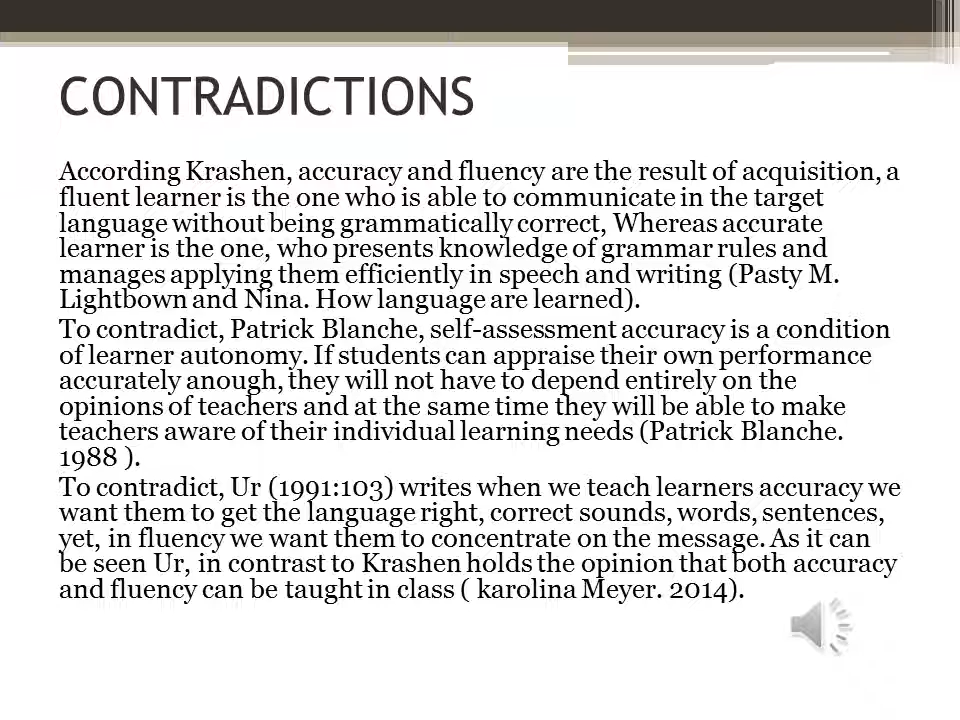 CONTRADICTIONS
According Krashen, accuracy and fluency are the result of acquisition, a
fluent learner is the one who is able to communicate in the target
language without being grammatically correct, Whereas accurate
learner is the one, who presents knowledge of grammar rules and
manages applying them efficiently in speech and writing (Pasty M.
Lightbown and Nina. How language are learned).
To contradict, Patrick Blanche, self-assessment accuracy is a condition
of learner autonomy. If students can appraise their own performance
accurately anough, they will not have to depend entirely on the
opinions of teachers and at the same time they will be able to make
teachers aware of their individual learning needs (Patrick Blanche.
1988 ).
To contradict, Ur (1991:103) writes when we teach learners accuracy we
want them to get the language right, correct sounds, words, sentences,
yet, in fluency we want them to concentrate on the message. As it can
be seen Ur, in contrast to Krashen holds the opinion that both accuracy
and fluency can be taught in class ( karolina Meyer. 2014).